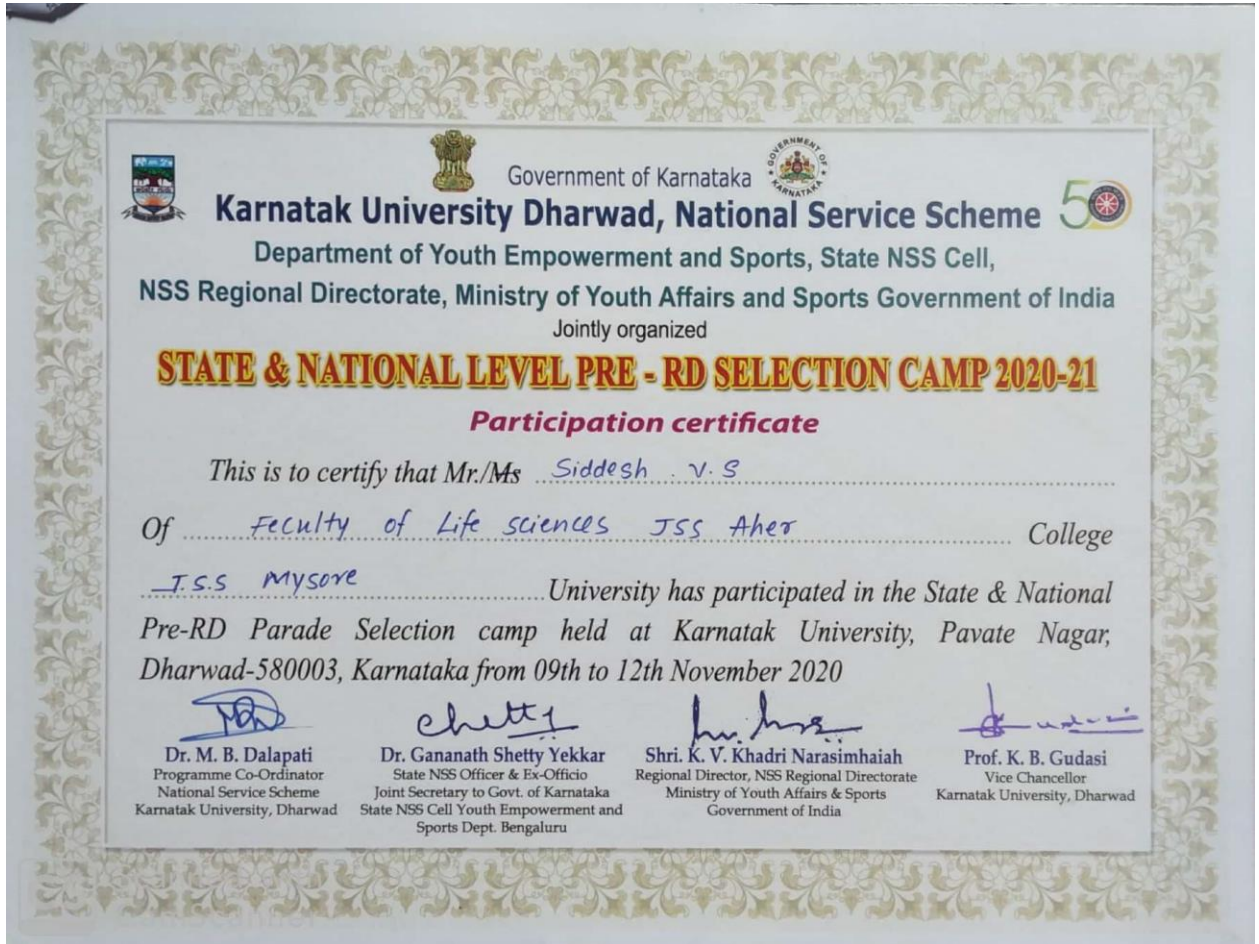 Government of Karnataka
GOVERNMENT OF KARNATAKA
50
Karnatak University Dharwad, National Service Scheme
Department of Youth Empowerment and Sports, State NSS Cell,
NSS Regional Directorate, Ministry of Youth Affairs and Sports Government of India
Jointly organized
STATE & NATIONAL LEVEL PRE - RD SELECTION CAMP 2020-21
Participation certificate
This is to certify that Mr./Ms Siddesh . V. S
Of Feculty of Life sciences JSS Aher College
J.S.S Mysore University has participated in the State & National
Pre-RD Parade Selection camp held at Karnatak University, Pavate Nagar,
Dharwad-580003, Karnataka from 09th to 12th November 2020
Dr. M. B. Dalapati
Programme Co-Ordinator
National Service Scheme
Karnatak University, Dharwad
Chetty
Dr. Gananath Shetty Yekkar
State NSS Officer & Ex-Officio
Joint Secretary to Govt. of Karnataka
State NSS Cell Youth Empowerment and
Sports Dept. Bengaluru
Shri. K. V. Khadri Narasimhaiah
Regional Director, NSS Regional Directorate
Ministry of Youth Affairs & Sports
Government of India
Prof. K. B. Gudasi
Vice Chancellor
Karnatak University, Dharwad